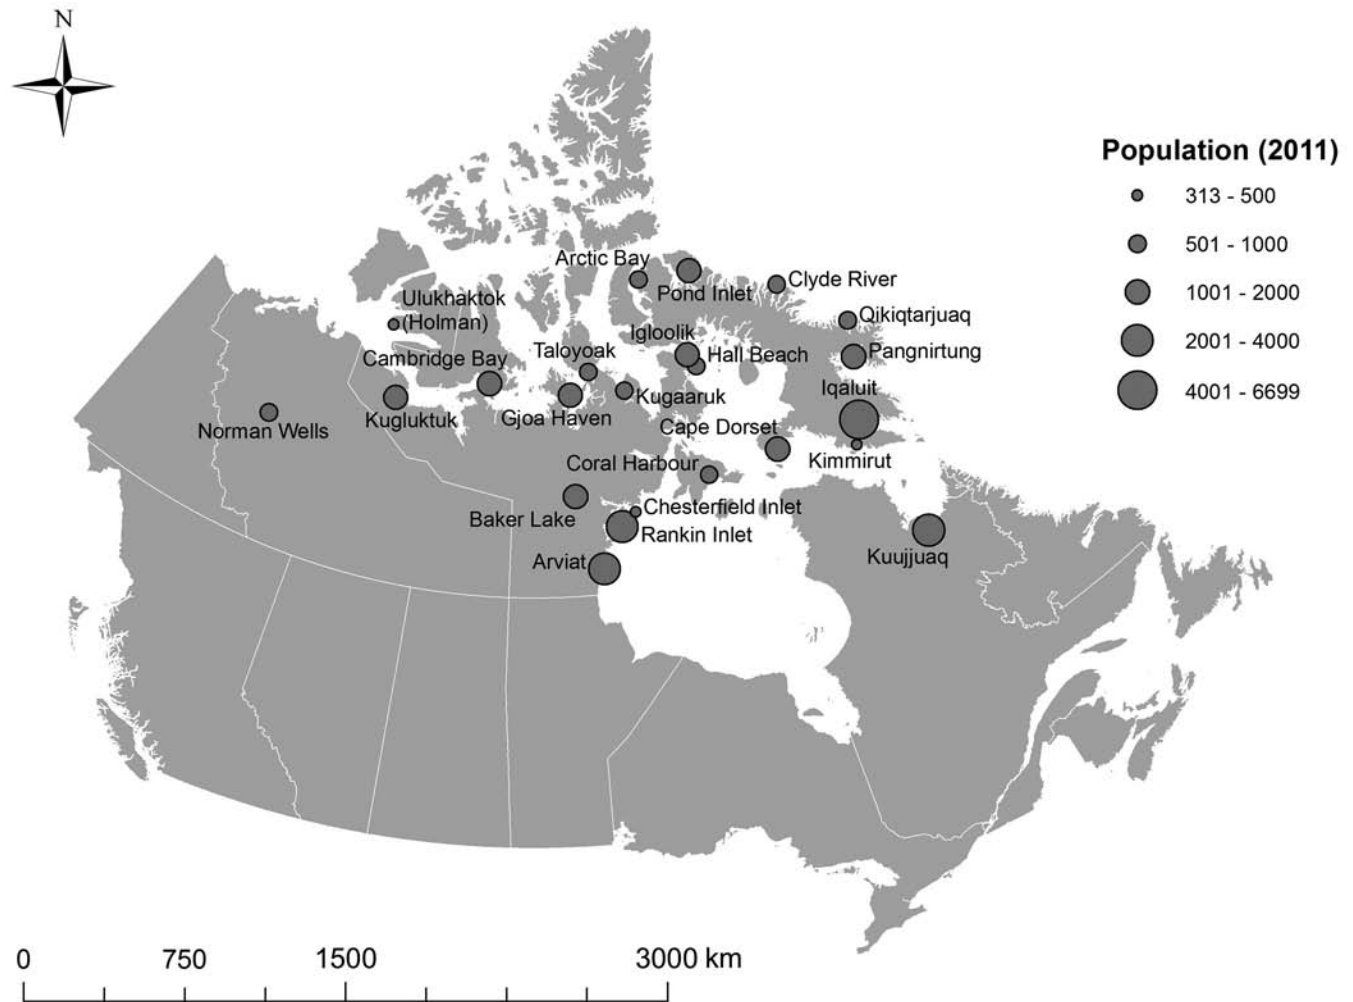 N
Population (2011)
313 - 500
501 - 1000
1001 - 2000
2001 - 4000
4001 - 6699
Arctic Bay
Pond Inlet
Clyde River
Ulukhaktok
(Holman)
Qikiqtarjuaq
Igloolik
Taloyoak
Hall Beach
Pangnirtung
Cambridge Bay
Iqaluit
Kugaaruk
Kugluktuk
Gjoa Haven
Norman Wells
Cape Dorset
Coral Harbour
Kimmirut
Chesterfield Inlet
Baker Lake
Rankin Inlet
Kuujjuaq
Arviat
0 750 1500 3000 km